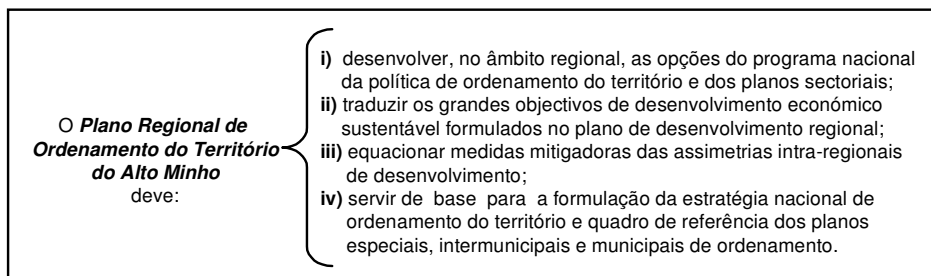 O Plano Regional de
Ordenamento do Território
do Alto Minho
deve:
i) desenvolver, no âmbito regional, as opções do programa nacional
da política de ordenamento do território e dos planos sectoriais;
ii) traduzir os grandes objectivos de desenvolvimento económico
sustentável formulados no plano de desenvolvimento regional;
iii) equacionar medidas mitigadoras das assimetrias intra-regionais
de desenvolvimento;
iv) servir de base para a formulação da estratégia nacional de
ordenamento do território e quadro de referência dos planos
especiais, intermunicipais e municipais de ordenamento.